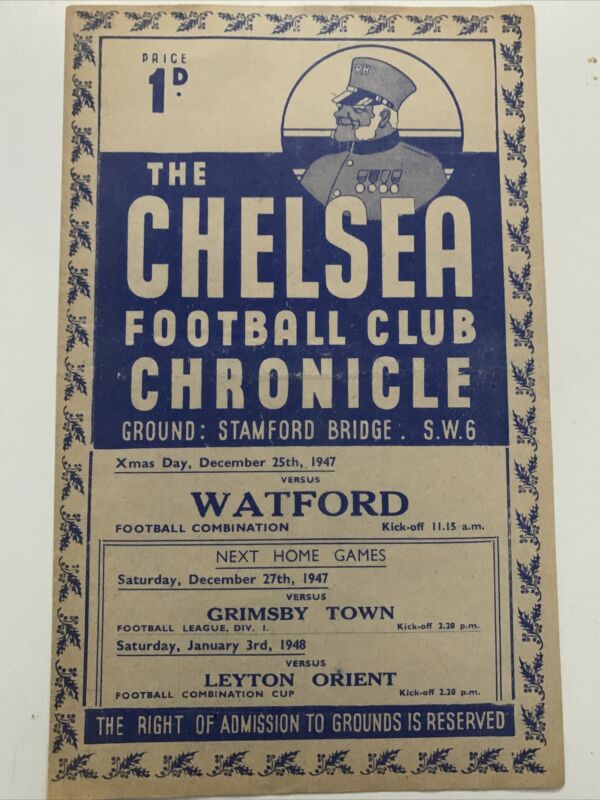 PRICE
1D.
RH
THE
CHELSEA
FOOTBALL CLUB
CHRONICLE
GROUND: STAMFORD BRIDGE. S.W.6
Xmas Day, December 25th, 1947
VERSUS
WATFORD
FOOTBALL COMBINATION Kick-off 11.15 a.m.
NEXT HOME GAMES
Saturday, December 27th, 1947
VERSUS
GRIMSBY TOWN
FOOTBALL LEAGUE, DIV. I. Kick-off 2.20 p.m.
Saturday, January 3rd, 1948
VERSUS
LEYTON ORIENT
FOOTBALL COMBINATION CUP Kick-off 2.20 p.m.
THE RIGHT OF ADMISSION TO GROUNDS IS RESERVED